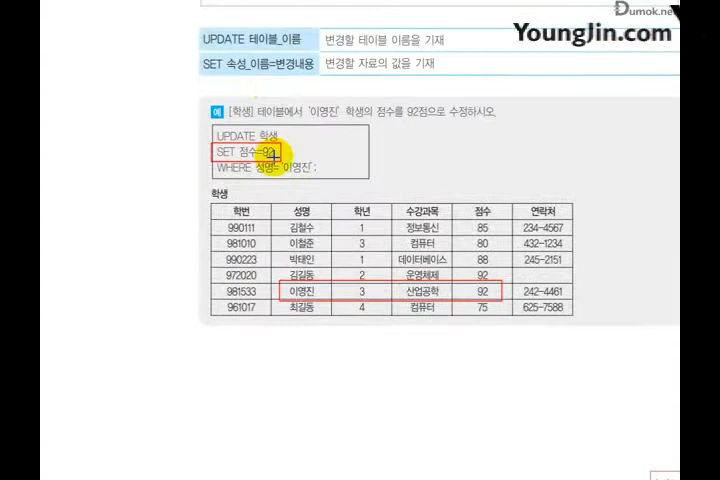 Dumok.ne
YoungJin.com
UPDATE 테이블_이름 변경할 테이블 이름을 기재
SET 속성_이름=변경내용 변경할 자료의 값을 기재
예 [학생] 테이블에서 '이영진' 학생의 점수를 92점으로 수정하시오.
UPDATE 학생
SET 점수=92
WHERE 성명='이영진';
학생
학번 성명 학년 수강과목 점수 연락처
990111 김철수 1 정보통신 85 234-4567
981010 이철준 3 컴퓨터 80 432-1234
990223 박태인 1 데이터베이스 88 245-2151
972020 김길동 2 운영체제 92
981533 이영진 3 산업공학 92 242-4461
961017 최길동 4 컴퓨터 75 625-7588